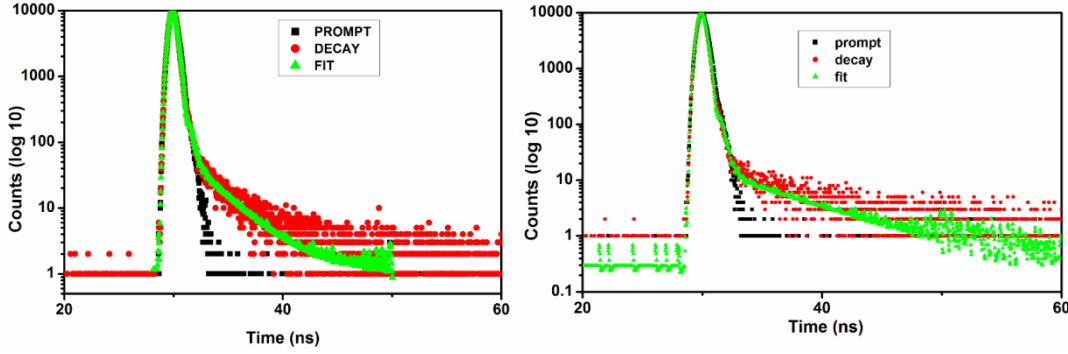 10000
1000
100
10
1
Counts (log 10)
PROMPT
DECAY
FIT
20
40
60
Time (ns)
10000
1000
100
10
1
0.1
Counts (log 10)
prompt
decay
fit
20
40
60
Time (ns)